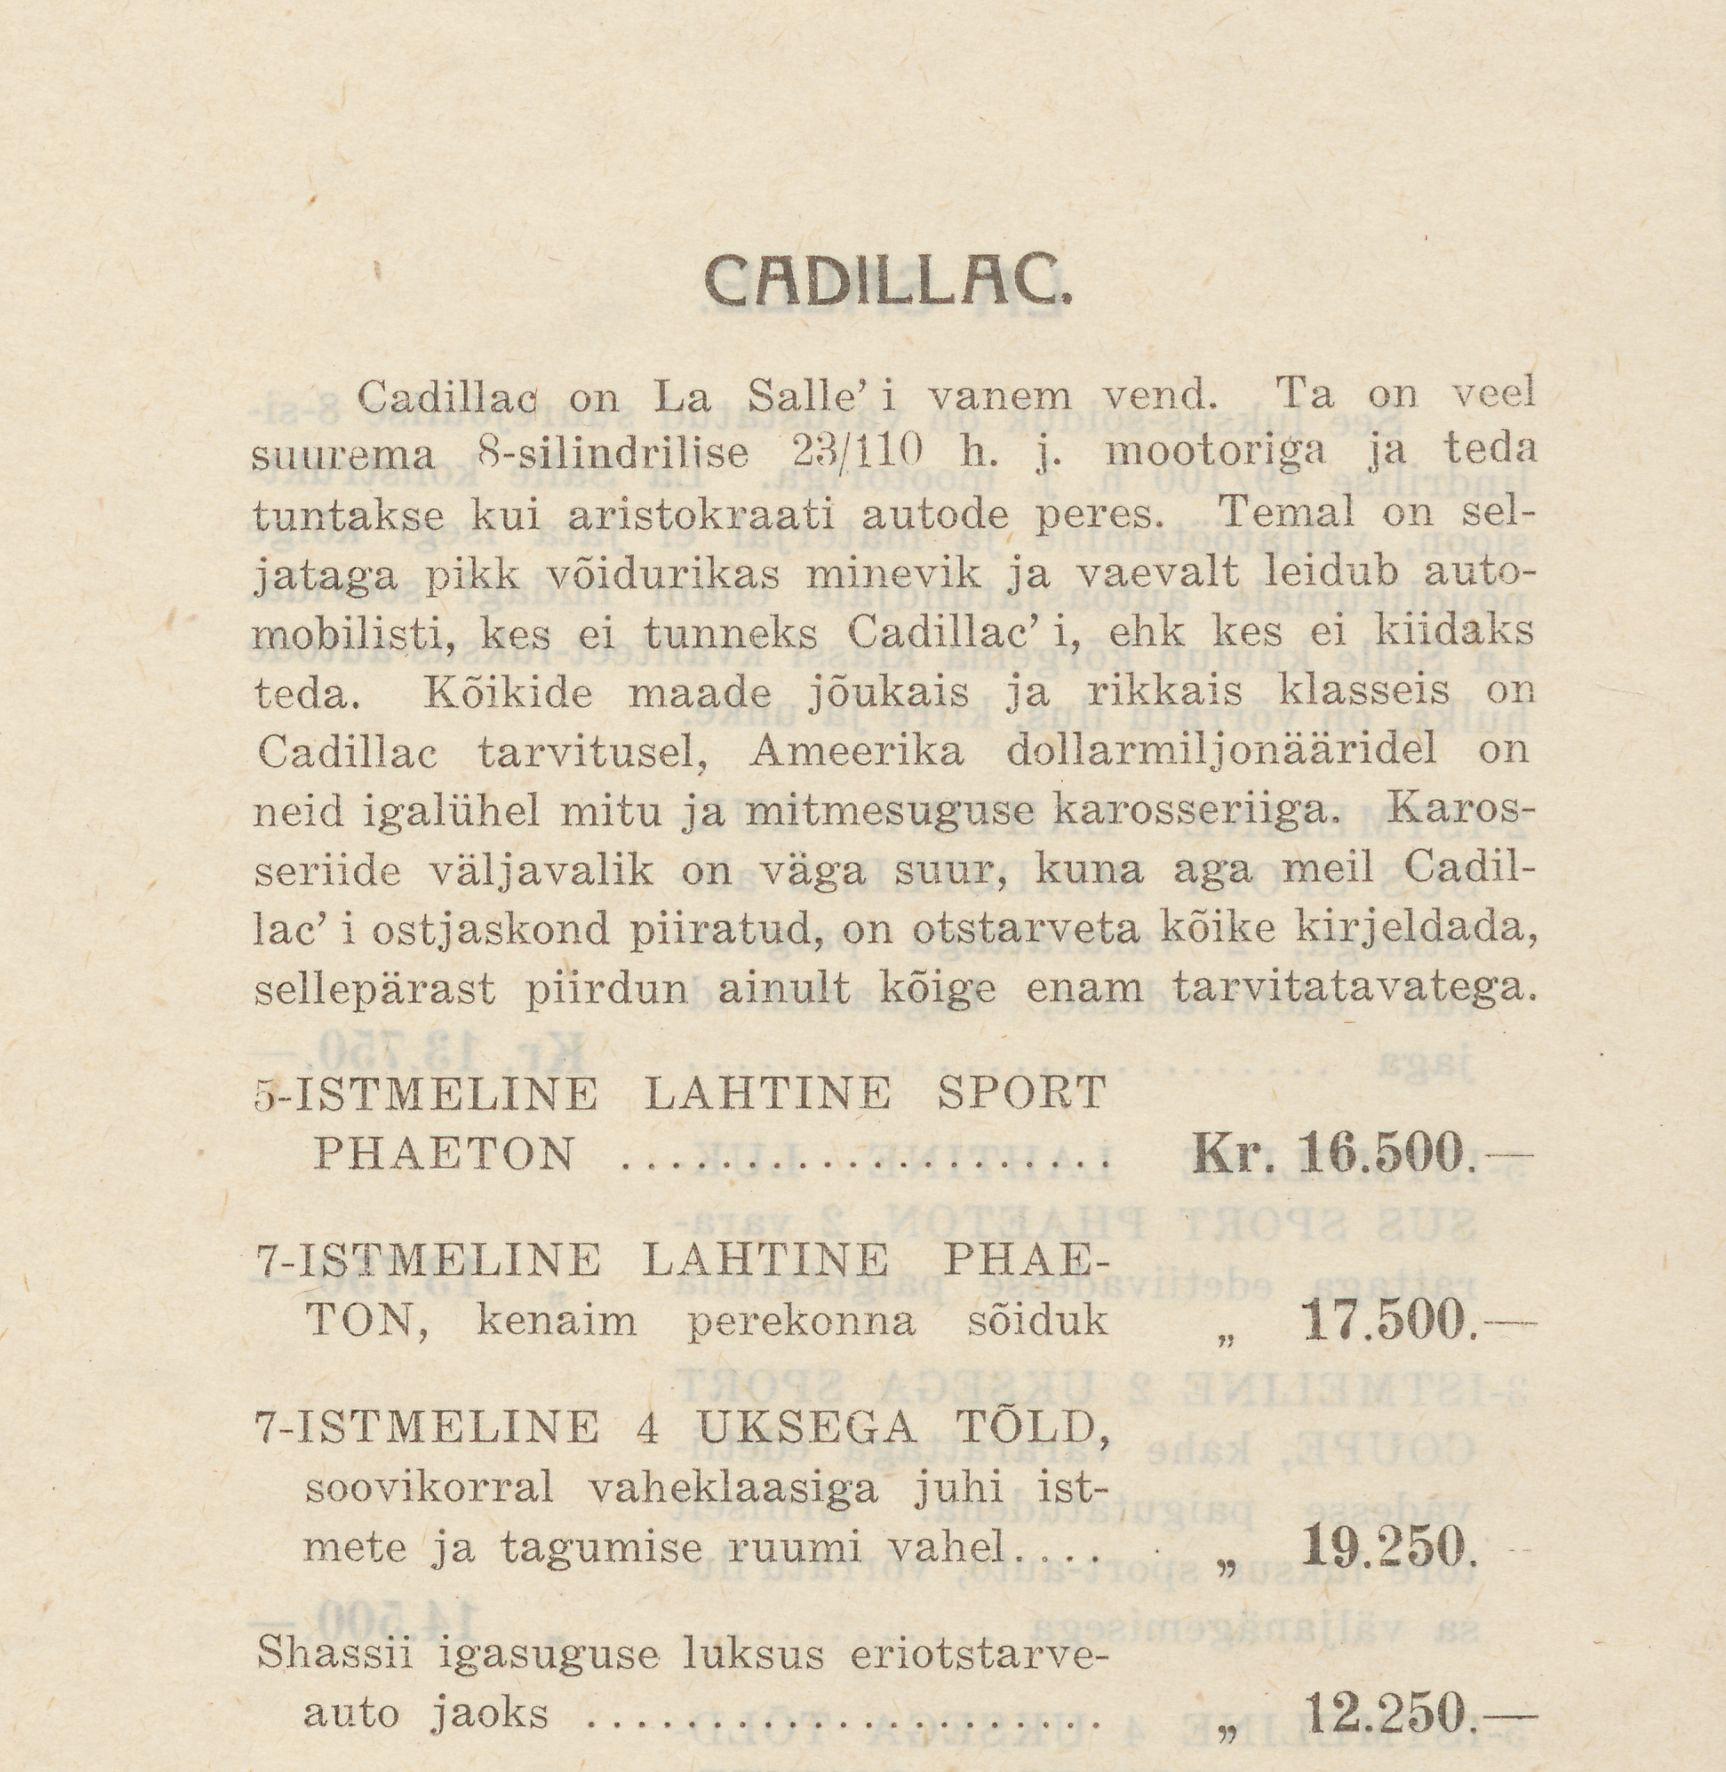 CADILLAC.
Cadillac on La Salle’ i vanem vend. Ta on veel
suurema 8-silindrilise 23/110 h. j. mootoriga ja teda
tuntakse kui aristokraati autode peres. Temal on sel-
jataga pikk võidurikas minevik ja vaevalt leidub auto-
mobilisti, kes ei tunneks Cadillac’ i, ehk kes ei kiidaks
teda. Kõikide maade jõukais ja rikkais klasseis on
Cadillac tarvitusel, Ameerika dollarmiljonääridel on
neid igalühel mitu ja mitmesuguse karosseriiga. Karos-
seriide väljavalik on väga suur, kuna aga meil Cadil-
lac’ i ostjaskond piiratud, on otstarveta kõike kirjeldada,
sellepärast piirdun ainult kõige enam tarvitatavatega.
5-ISTMELINE LAHTINE SPORT
PHAETON .................... Kr. 16.500.—
7-ISTMELINE LAHTINE PHAE-
TON, kenaim perekonna sõiduk „ 17.500.—
7-ISTMELINE 4 UKSEGA TÕLD,
soovikorral vaheklaasiga juhi ist-
mete ja tagumise ruumi vahel.... „ 19.250.—
Shassii igasuguse luksus eriotstarve-
auto jaoks ..................... „ 12.250.—